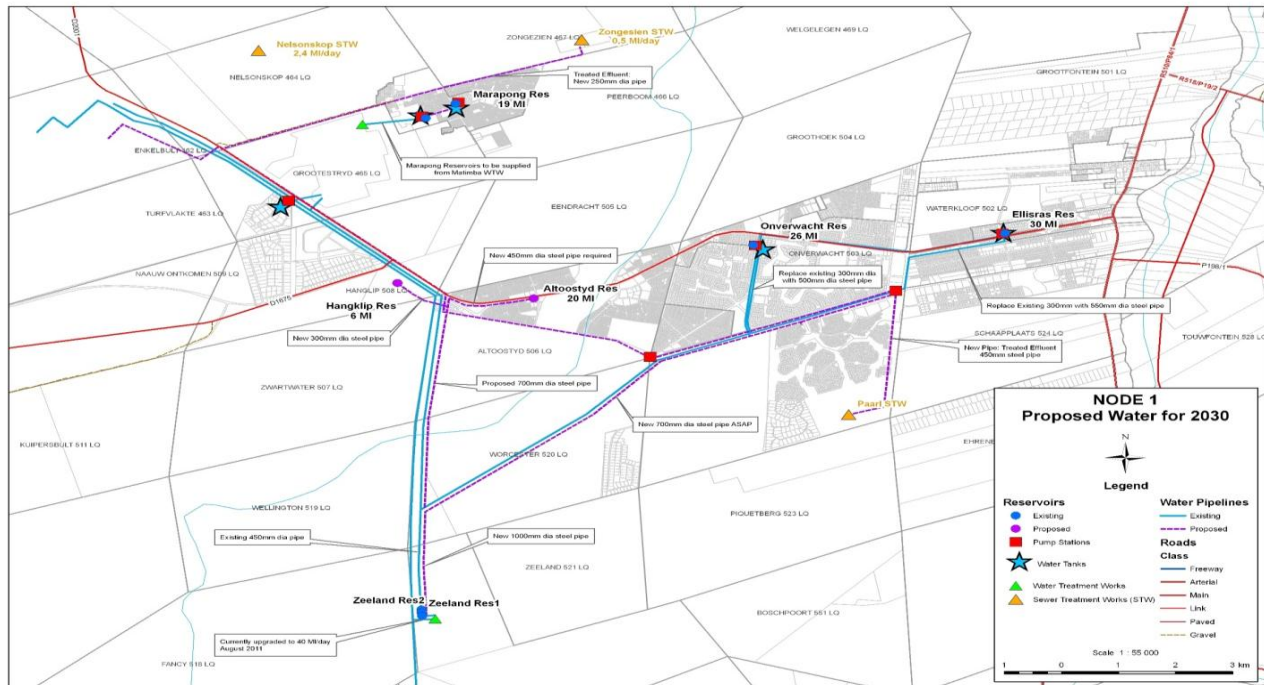 D2001
Nelsonskop STW
2,4 Ml/day
Zongesien STW
0,5 Ml/day
ZONGEZIEN 467 LQ
WELGELEGEN 469 LQ
NELSONSKOP 464 LQ
Treated Effluent:
New 250mm dia pipe
GROOTFONTEIN 501 LQ
R510/P84/1
R518/P19/2
Marapong Res
19 Ml
PEERBOOM 466 LQ
GROOTHOEK 504 LQ
ENKELBULT 462 LQ
Marapong Reservoirs to be supplied
from Matimba WTW
GROOTESTRYD 465 LQ
TURFVLAKTE 463 LQ
EENDRACHT 505 LQ
WATERKLOOF 502 LQ
Ellisras Res
30 Ml
Onverwacht Res
26 Ml
ONVERWACHT 503 LQ
NAAUW ONTKOMEN 509 LQ
New 450mm dia steel pipe required
Replace existing 300mm dia
with 500mm dia steel pipe
P198/1
D1675
HANGLIP 508 LQ
Hangklip Res
6 Ml
Altoostyd Res
20 Ml
Replace Existing 300mm with 550mm dia steel pipe
New 300mm dia steel pipe
SCHAAPPLAATS 524 LQ
TOUWFONTEIN 528 LQ
ALTOOSTYD 506 LQ
New Pipe: Treated Effluent
450mm steel pipe
ZWARTWATER 507 LQ
Proposed 700mm dia steel pipe
Paarl STW
New 700mm dia steel pipe ASAP
KUIPERSBULT 511 LQ
WORCESTER 520 LQ
WELLINGTON 519 LQ
PIQUETBERG 523 LQ
Existing 450mm dia pipe
New 1000mm dia steel pipe
ZEELAND 521 LQ
Zeeland Res2
Zeeland Res1
BOSCHPOORT 551 LQ
Currently upgraded to 40 Ml/day
August 2011
FANCY 518 LQ
NODE 1
Proposed Water for 2030
N
Legend
Reservoirs
Existing
Proposed
Pump Stations
Water Tanks
Water Treatment Works
Sewer Treatment Works (STW)
Water Pipelines
Existing
Proposed
Roads
Class
Freeway
Arterial
Main
Link
Paved
Gravel
Scale 1 : 55 000
1 0 1 2 3 km